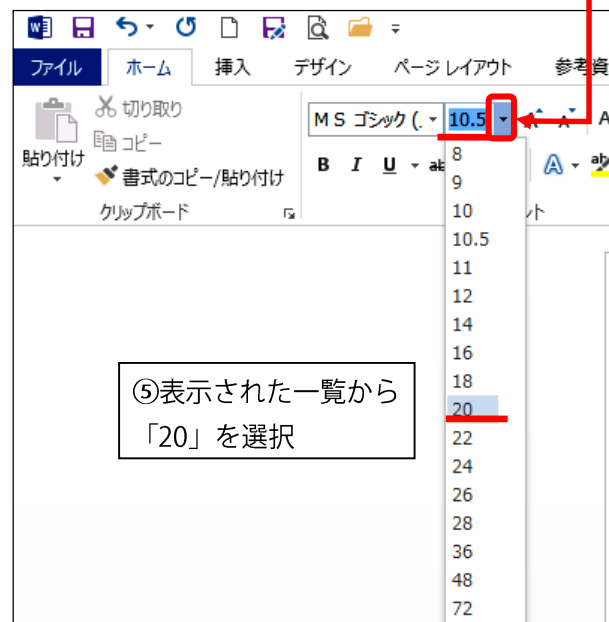 ファイル ホーム 挿入 デザイン ページ レイアウト 参考資
切り取り
コピー
貼り付け
書式のコピー/貼り付け
クリップボード
ＭＳ ゴシック (. 10.5
B I U
8
9
10
10.5
11
12
14
16
18
20
22
24
26
28
36
48
72
⑤表示された一覧から
「20」を選択